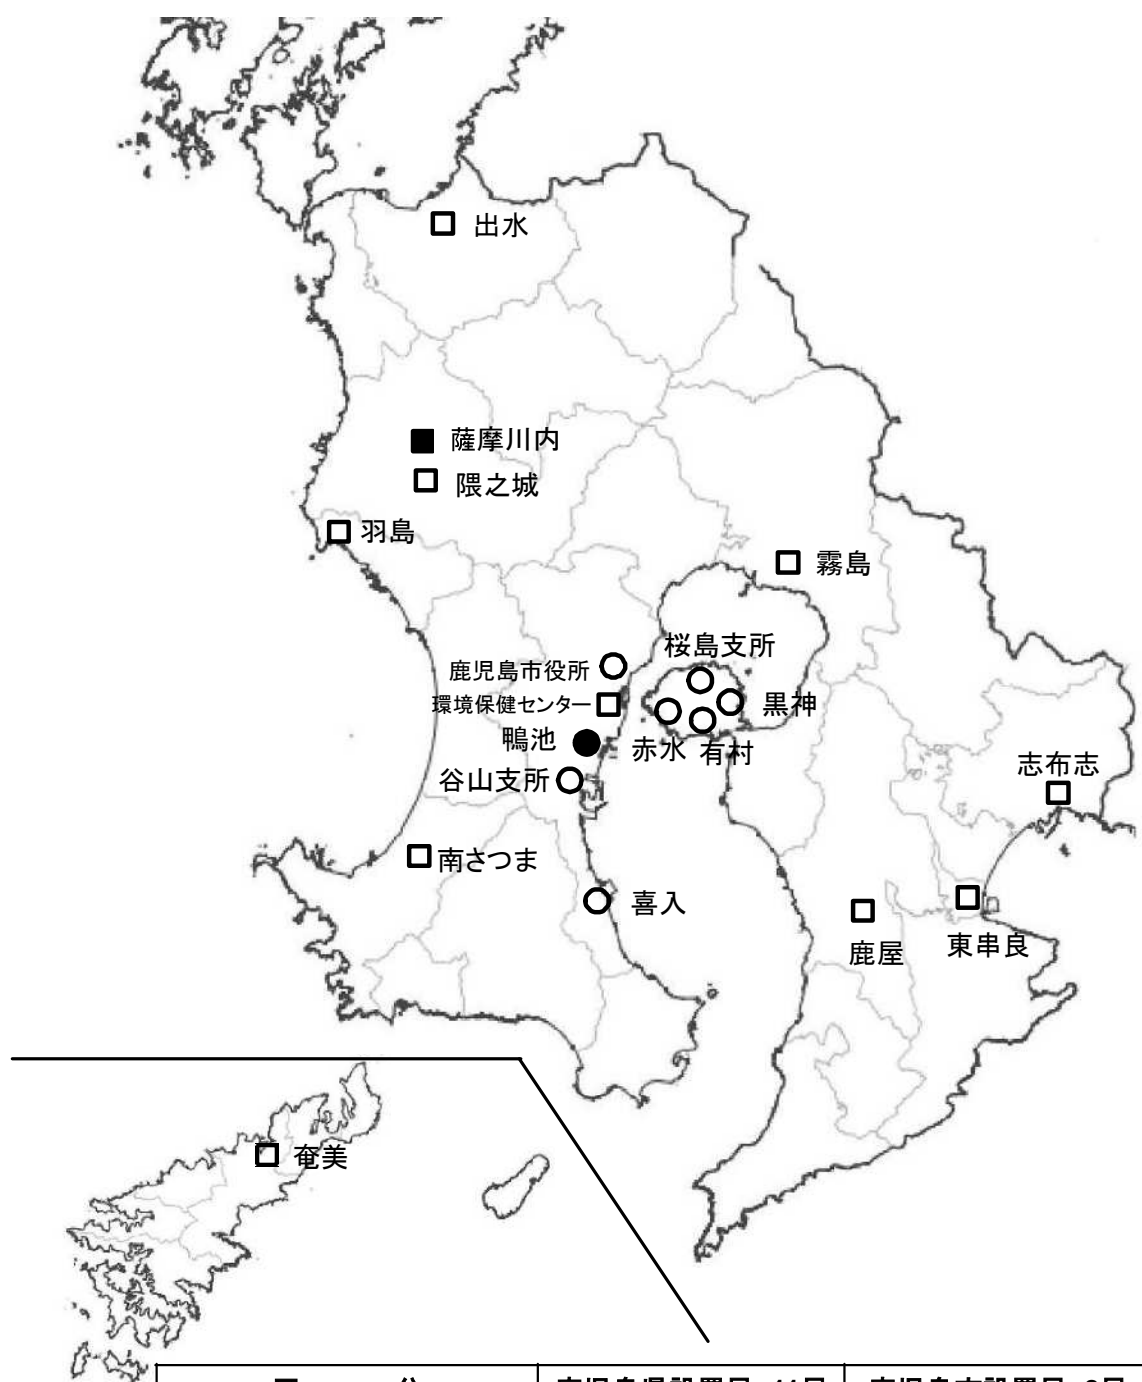 出水
薩摩川内
隈之城
羽島
霧島
桜島支所
鹿児島市役所
環境保健センター
黒神
鴨池
赤水
有村
谷山支所
志布志
南さつま
喜入
鹿屋
東串良
奄美